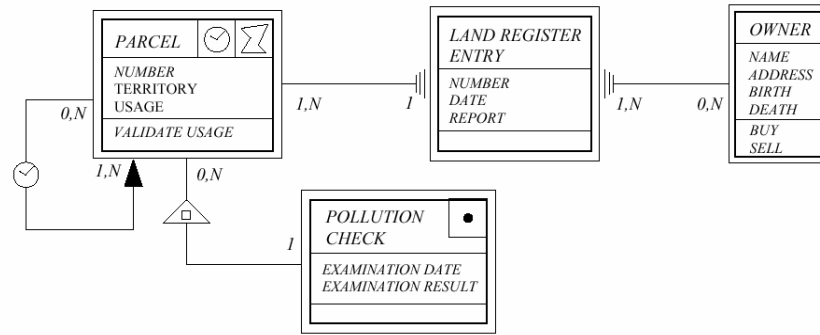 PARCEL
NUMBER
TERRITORY
USAGE
VALIDATE USAGE
LAND REGISTER
ENTRY
NUMBER
DATE
REPORT
OWNER
NAME
ADDRESS
BIRTH
DEATH
BUY
SELL
1,N
1
1,N
0,N
0,N
1,N
0,N
1
POLLUTION
CHECK
EXAMINATION DATE
EXAMINATION RESULT